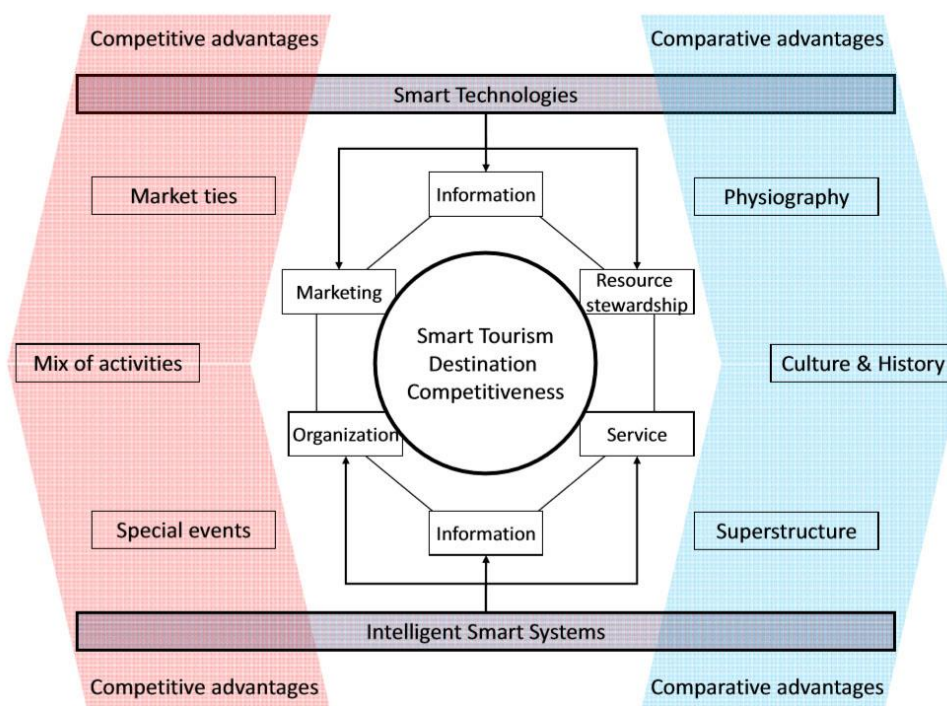 Competitive advantages
Comparative advantages
Smart Technologies
Market ties
Information
Physiography
Marketing
Resource
stewardship
Smart Tourism
Destination
Competitiveness
Mix of activities
Culture & History
Organization
Service
Special events
Information
Superstructure
Intelligent Smart Systems
Competitive advantages
Comparative advantages